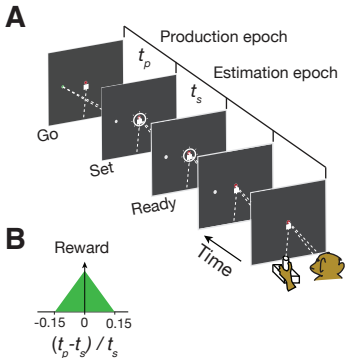 A
Production epoch
t_p
Estimation epoch
t_s
Go
Set
Ready
Time
B
Reward
-0.15 0 0.15
(t_p-t_s) / t_s